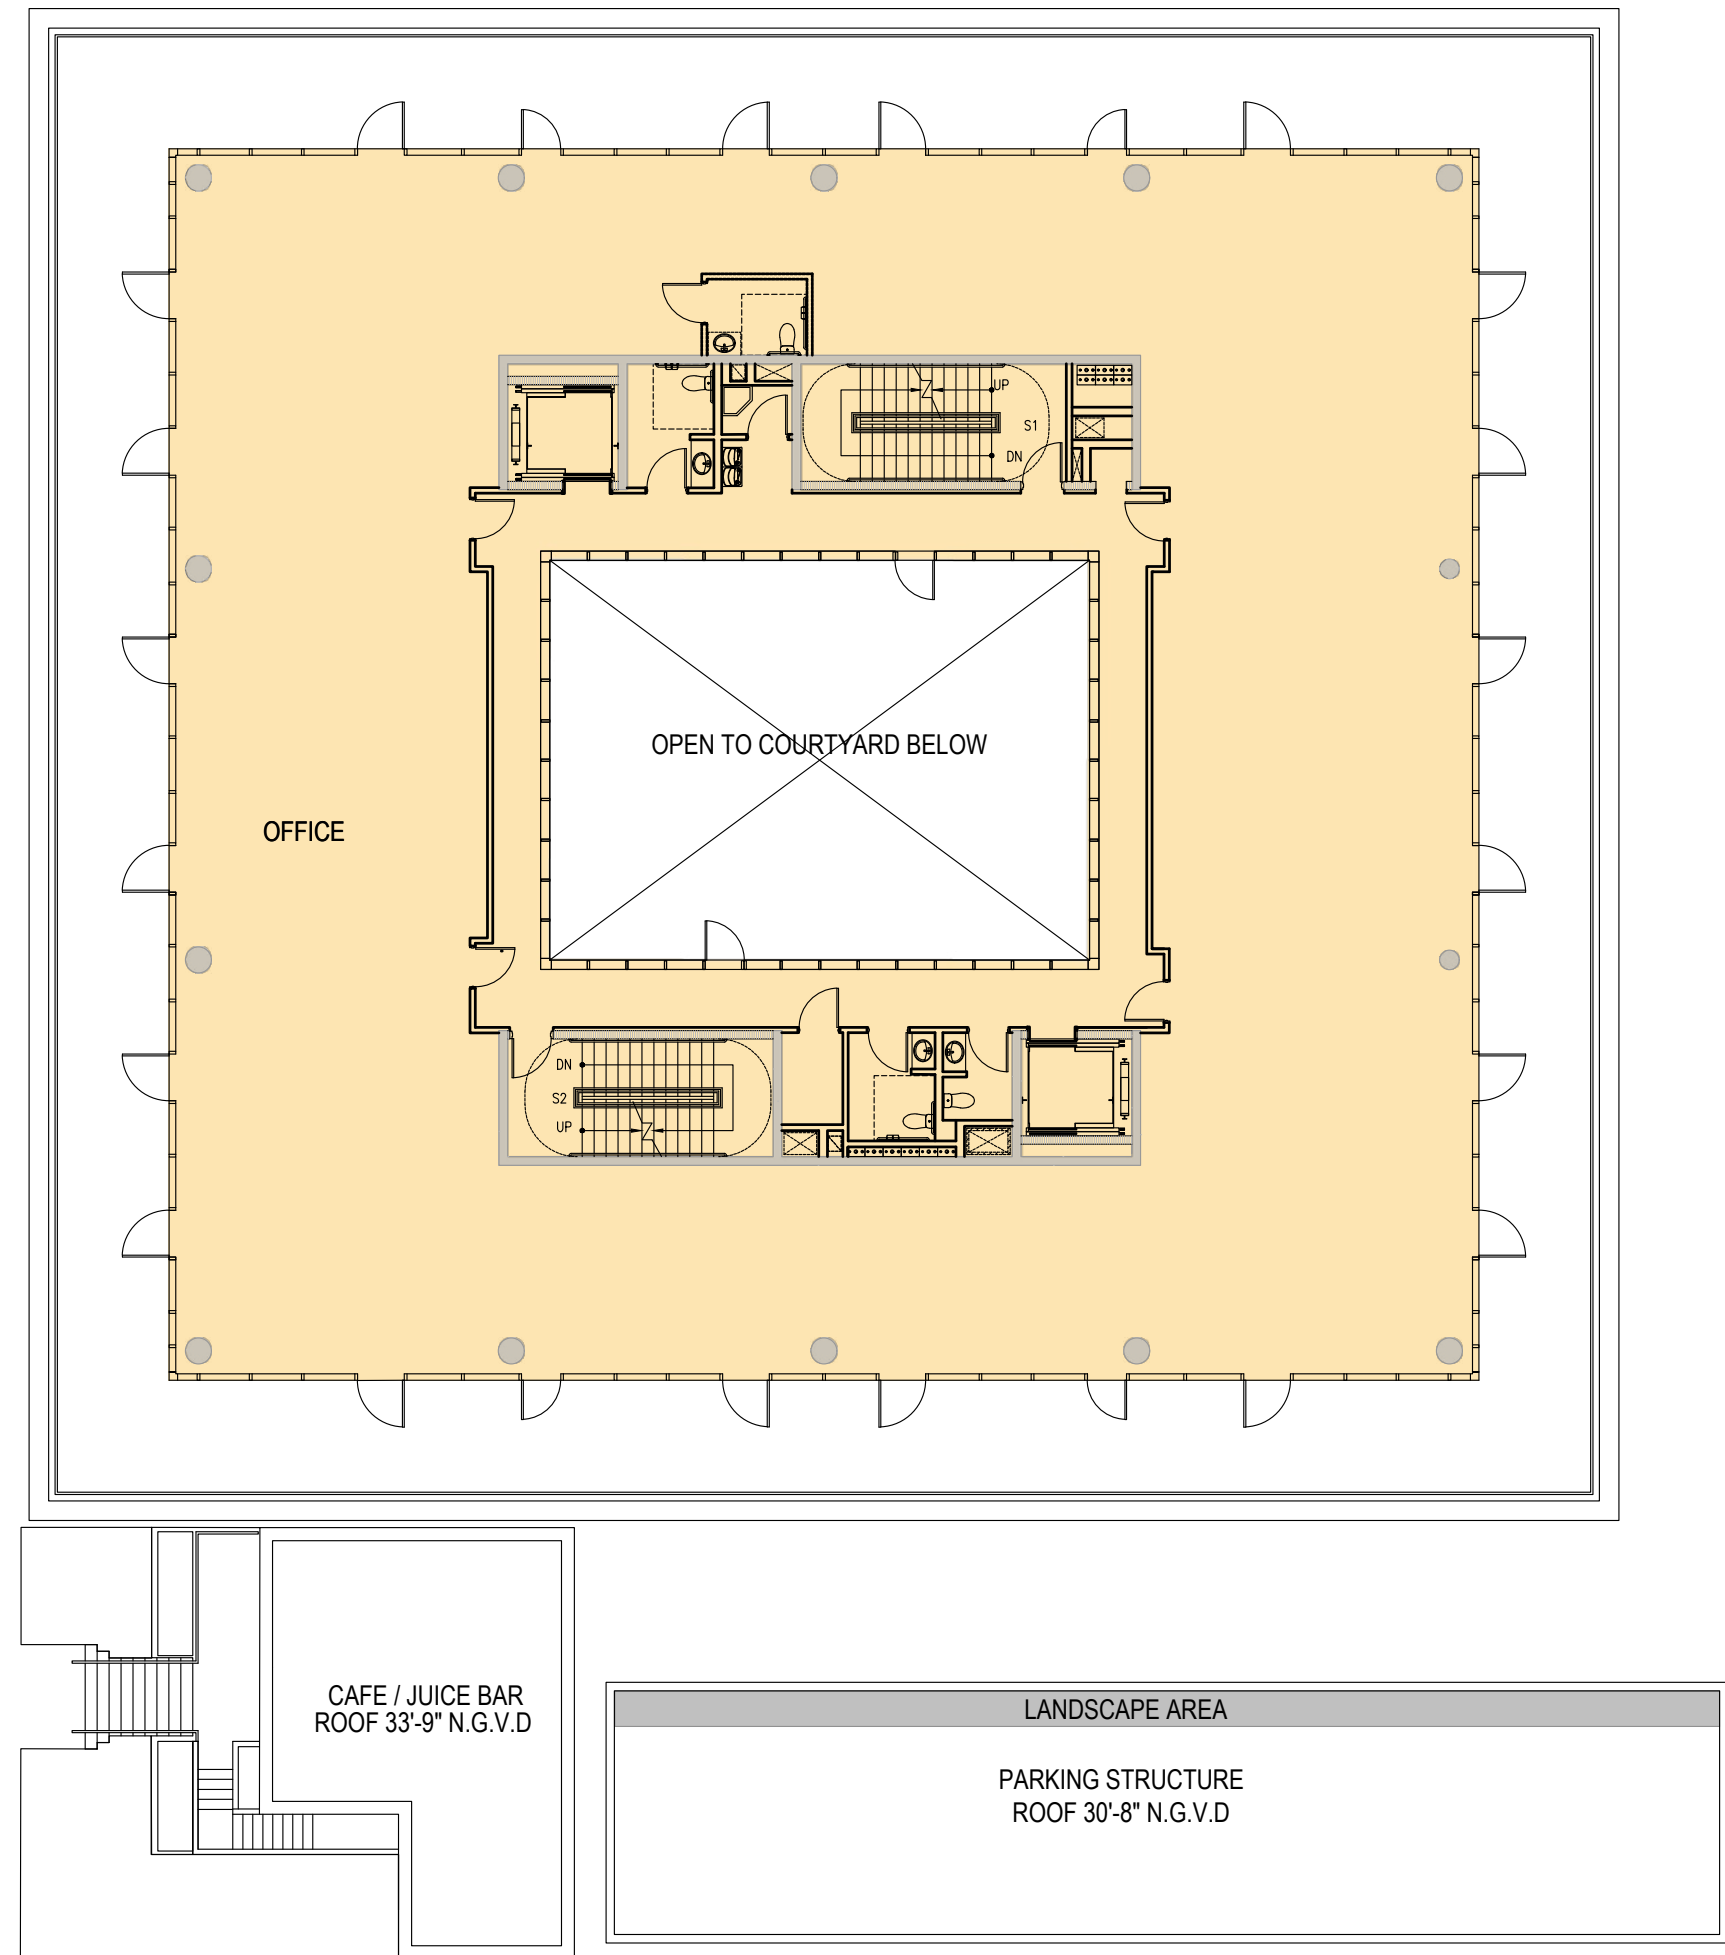 UP
S1
DN
OPEN TO COURTYARD BELOW
OFFICE
DN
S2
UP
CAFE / JUICE BAR
ROOF 33'-9" N.G.V.D
LANDSCAPE AREA
PARKING STRUCTURE
ROOF 30'-8" N.G.V.D